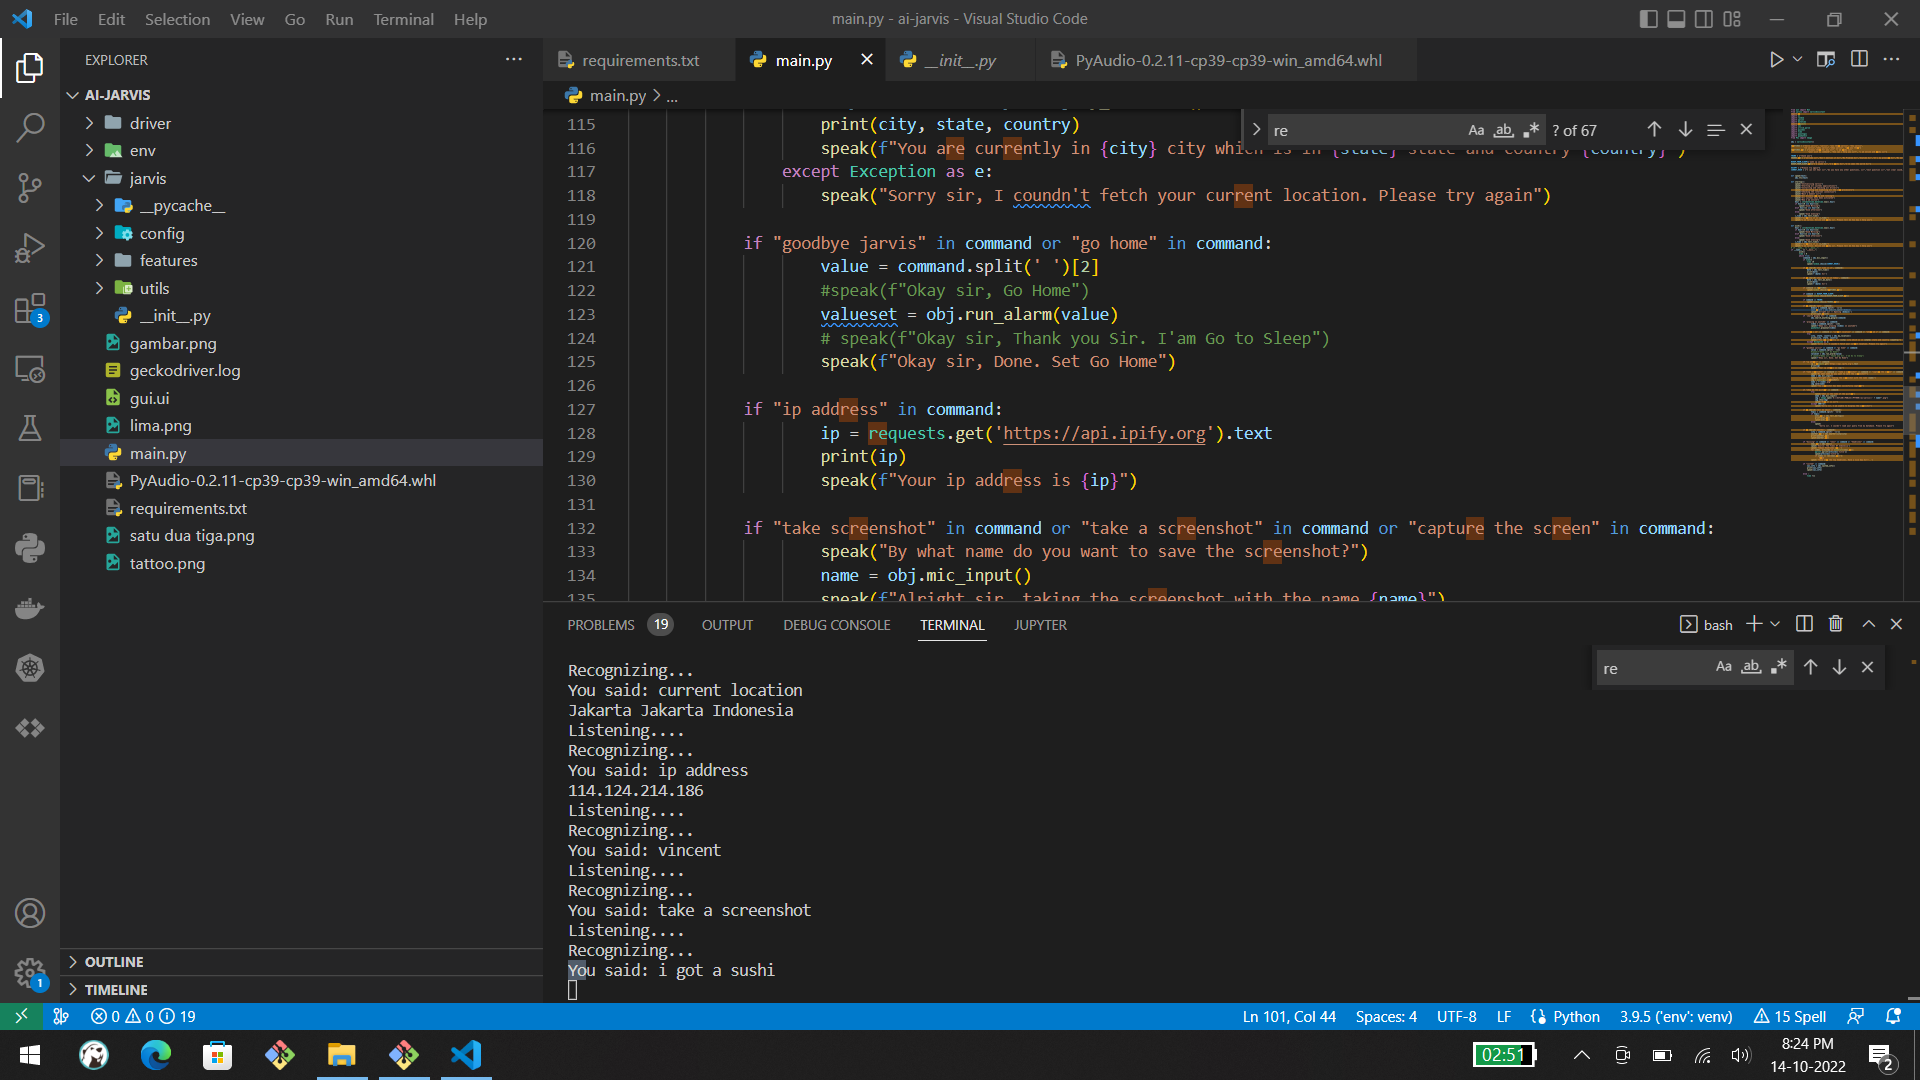 File Edit Selection View Go Run Terminal Help
main.py - ai-jarvis - Visual Studio Code
EXPLORER
AI-JARVIS
driver
env
jarvis
__pycache__
config
features
utils
__init__.py
gambar.png
geckodriver.log
gui.ui
lima.png
main.py
PyAudio-0.2.11-cp39-cp39-win_amd64.whl
requirements.txt
satu dua tiga.png
tattoo.png
OUTLINE
TIMELINE
3
1
requirements.txt
main.py
__init__.py
PyAudio-0.2.11-cp39-cp39-win_amd64.whl
main.py > ...
re
Aa ab .*
? of 67
115 print(city, state, country)
116 speak(f"You are currently in {city} city which is in {state} state and country {country}")
117 except Exception as e:
118 speak("Sorry sir, I coundn't fetch your current location. Please try again")
119
120 if "goodbye jarvis" in command or "go home" in command:
121 value = command.split(' ')[2]
122 #speak(f"Okay sir, Go Home")
123 valueset = obj.run_alarm(value)
124 # speak(f"Okay sir, Thank you Sir. I'am Go to Sleep")
125 speak(f"Okay sir, Done. Set Go Home")
126
127 if "ip address" in command:
128 ip = requests.get('https://api.ipify.org').text
129 print(ip)
130 speak(f"Your ip address is {ip}")
131
132 if "take screenshot" in command or "take a screenshot" in command or "capture the screen" in command:
133 speak("By what name do you want to save the screenshot?")
134 name = obj.mic_input()
135 speak(f"Alright sir, taking the screenshot with the name {name}")
PROBLEMS 19 OUTPUT DEBUG CONSOLE TERMINAL JUPYTER
bash
re
Aa ab .*
Recognizing...
You said: current location
Jakarta Jakarta Indonesia
Listening....
Recognizing...
You said: ip address
114.124.214.186
Listening....
Recognizing...
You said: vincent
Listening....
Recognizing...
You said: take a screenshot
Listening....
Recognizing...
You said: i got a sushi
0 0 19
Ln 101, Col 44 Spaces: 4 UTF-8 LF Python 3.9.5 ('env': venv) 15 Spell
02:51
8:24 PM
14-10-2022
2